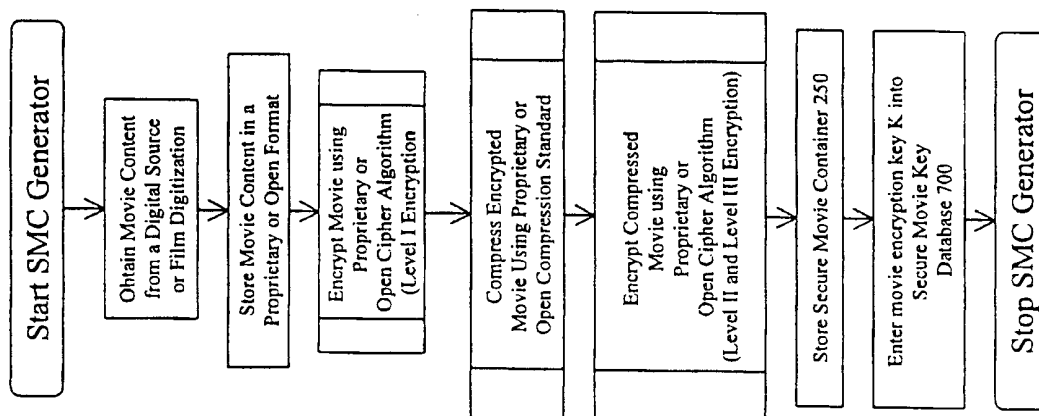 Start SMC Generator
Obtain Movie Content
from a Digital Source
or Film Digitization
Store Movie Content in a
Proprietary or Open Format
Encrypt Movie using
Proprietary or
Open Cipher Algorithm
(Level I Encryption)
Compress Encrypted
Movie Using Proprietary or
Open Compression Standard
Encrypt Compressed
Movie using
Proprietary or
Open Cipher Algorithm
(Level II and Level III Encryption)
Store Secure Movie Container 250
Enter movie encryption key K into
Secure Movie Key
Database 700
Stop SMC Generator